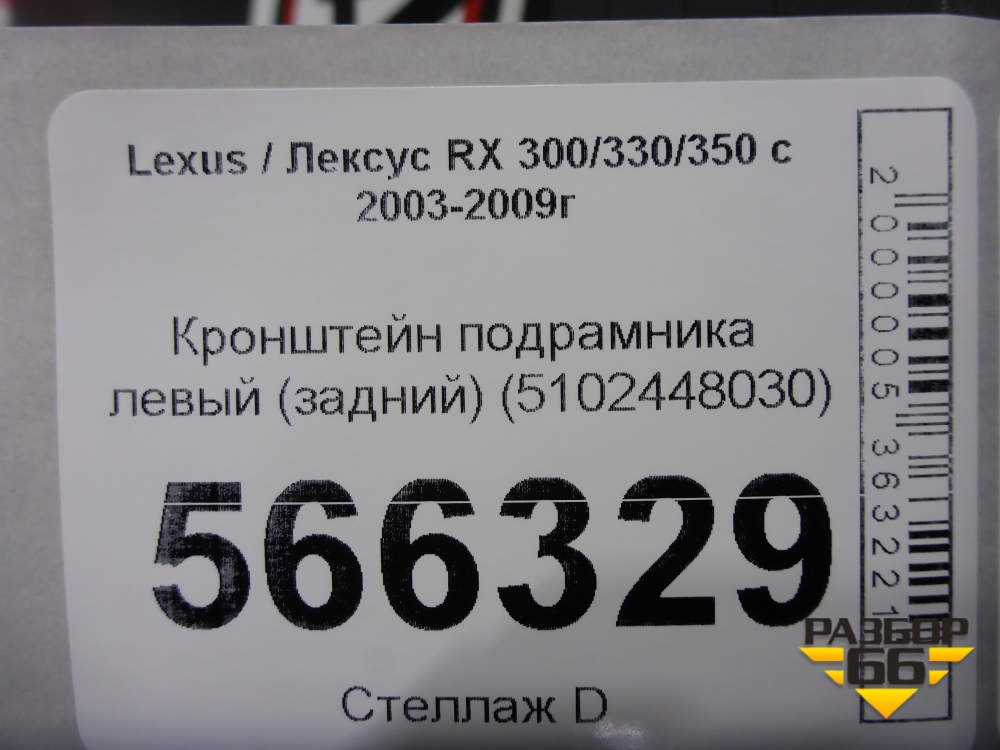 Lexus / Лексус RX 300/330/350 с
2003-2009г
Кронштейн подрамника
левый (задний) (5102448030)
566329
Стеллаж D
2000005363221
РАЗБОР
66